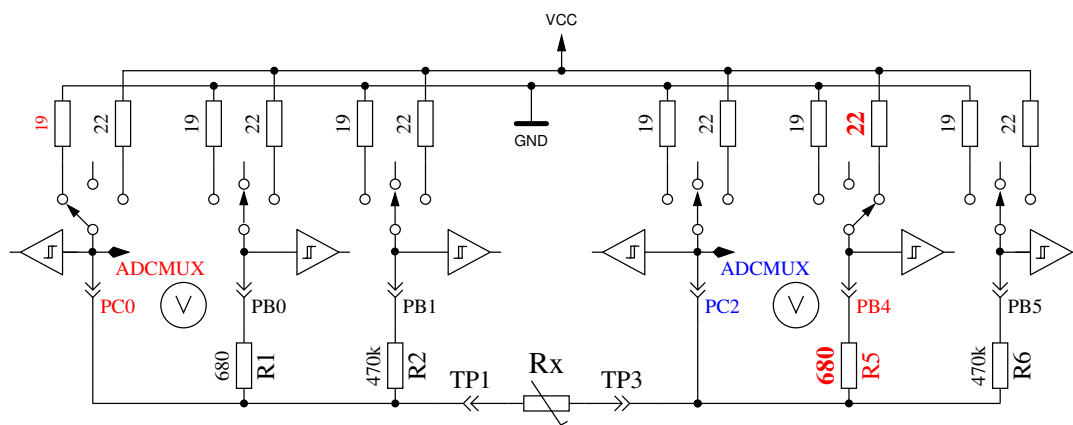 VCC
19 22 19 22 19 22 19 22 19 22 19 22
GND
ADCMUX ADCMUX
PC0 V PB0 PB1 PC2 V PB4 PB5
680 R1 470k R2 680 R5 470k R6
TP1 Rx TP3